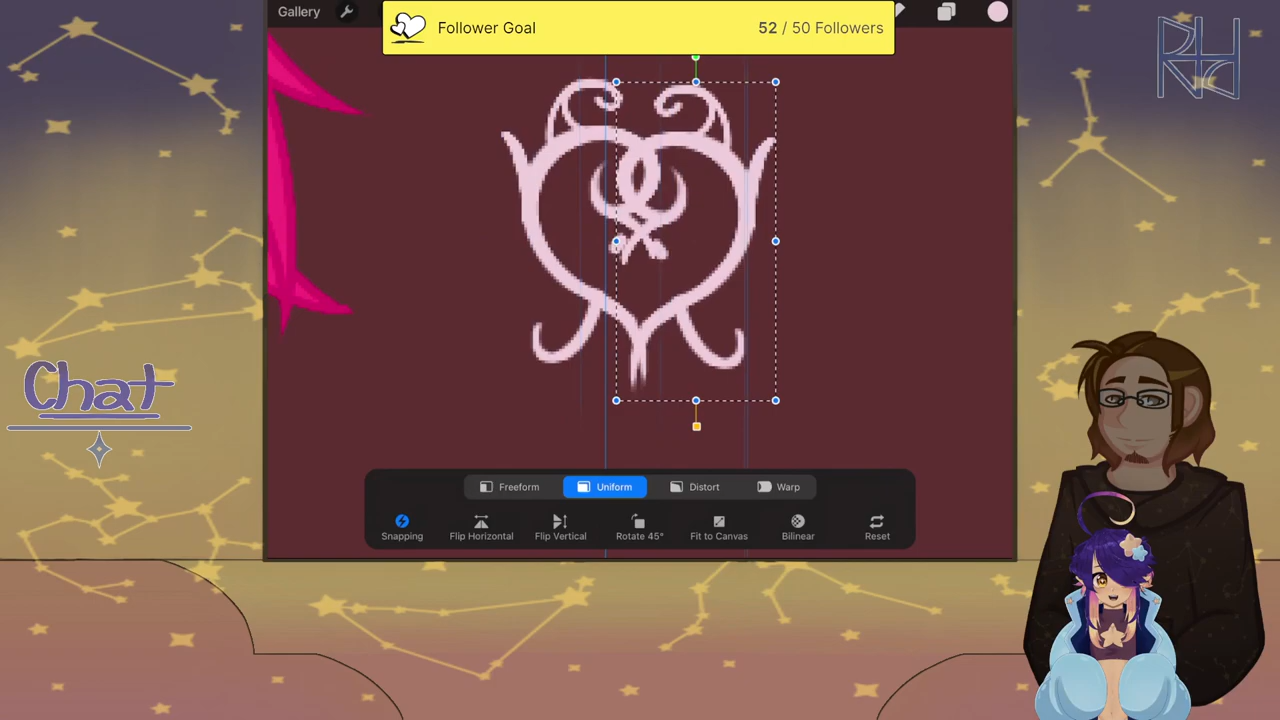 Gallery
Follower Goal 52 / 50 Followers
Chat
Freeform Uniform Distort Warp
Snapping Flip Horizontal Flip Vertical Rotate 45° Fit to Canvas Bilinear Reset